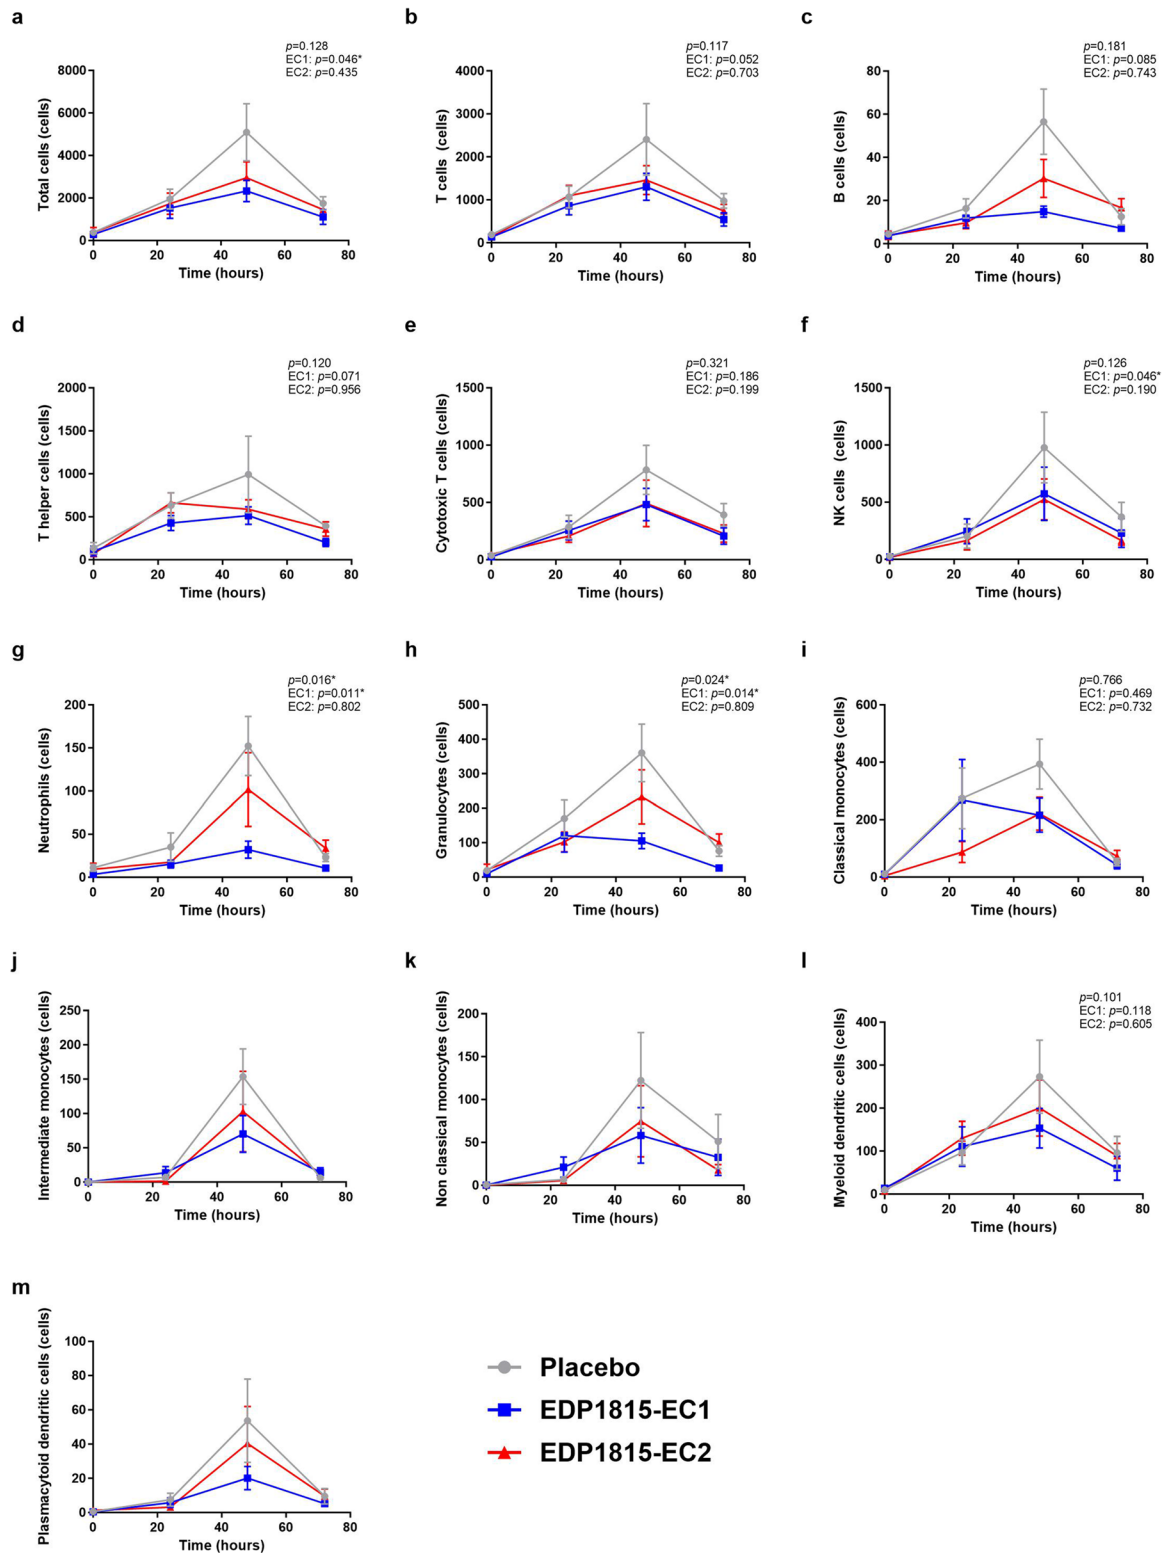 a
p=0.128
EC1: p=0.046*
EC2: p=0.435
Total cells (cells)
8000
6000
4000
2000
0
0 20 40 60 80
Time (hours)
b
p=0.117
EC1: p=0.052
EC2: p=0.703
T cells (cells)
4000
3000
2000
1000
0
0 20 40 60 80
Time (hours)
c
p=0.181
EC1: p=0.085
EC2: p=0.743
B cells (cells)
80
60
40
20
0
0 20 40 60 80
Time (hours)
d
p=0.120
EC1: p=0.071
EC2: p=0.956
T helper cells (cells)
2000
1500
1000
500
0
0 20 40 60 80
Time (hours)
e
p=0.321
EC1: p=0.186
EC2: p=0.199
Cytotoxic T cells (cells)
1500
1000
500
0
0 20 40 60 80
Time (hours)
f
p=0.126
EC1: p=0.046*
EC2: p=0.190
NK cells (cells)
1500
1000
500
0
0 20 40 60 80
Time (hours)
g
p=0.016*
EC1: p=0.011*
EC2: p=0.802
Neutrophils (cells)
200
150
100
50
0
0 20 40 60 80
Time (hours)
h
p=0.024*
EC1: p=0.014*
EC2: p=0.809
Granulocytes (cells)
500
400
300
200
100
0
0 20 40 60 80
Time (hours)
i
p=0.766
EC1: p=0.469
EC2: p=0.732
Classical monocytes (cells)
600
400
200
0
0 20 40 60 80
Time (hours)
j
Intermediate monocytes (cells)
250
200
150
100
50
0
0 20 40 60 80
Time (hours)
k
Non classical monocytes (cells)
200
150
100
50
0
0 20 40 60 80
Time (hours)
l
p=0.101
EC1: p=0.118
EC2: p=0.605
Myeloid dendritic cells (cells)
400
300
200
100
0
0 20 40 60 80
Time (hours)
m
Plasmacytoid dendritic cells (cells)
100
80
60
40
20
0
0 20 40 60 80
Time (hours)
Placebo
EDP1815-EC1
EDP1815-EC2